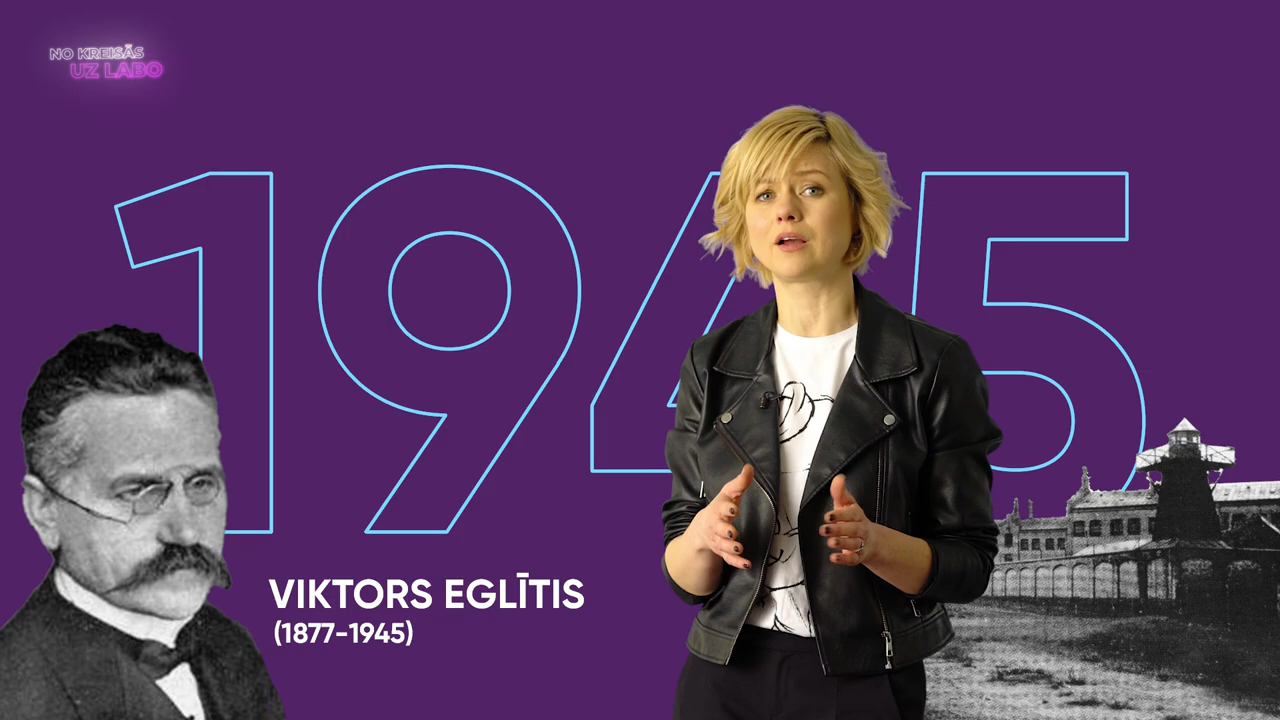 NO KREISĀS
UZ LABO
1945
VIKTORS EGLĪTIS
(1877-1945)